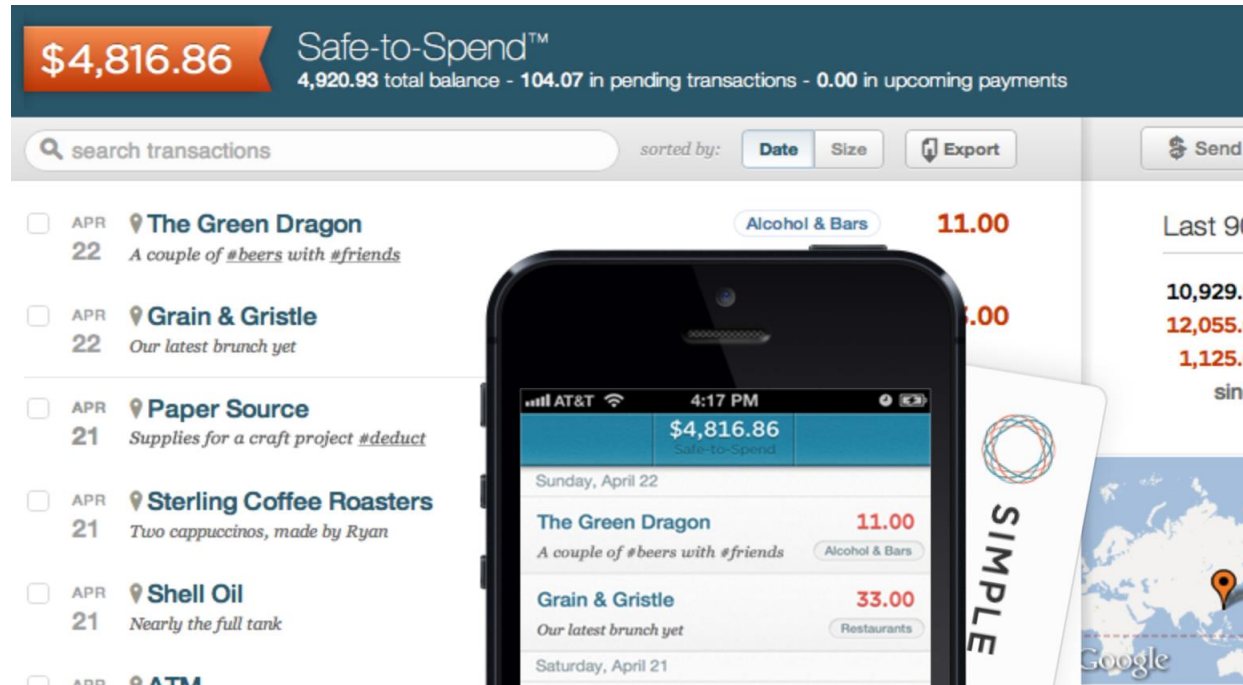 $4,816.86
Safe-to-Spend™
4,920.93 total balance - 104.07 in pending transactions - 0.00 in upcoming payments
search transactions
sorted by:
Date
Size
Export
Send
APR 22
The Green Dragon
Alcohol & Bars
11.00
A couple of #beers with #friends
APR 22
Grain & Gristle
.00
Our latest brunch yet
APR 21
Paper Source
Supplies for a craft project #deduct
APR 21
Sterling Coffee Roasters
Two cappuccinos, made by Ryan
APR 21
Shell Oil
Nearly the full tank
APR
ATM
Last
10,929.
12,055.
1,125.
AT&T
4:17 PM
$4,816.86
Safe-to-Spend
Sunday, April 22
The Green Dragon
11.00
A couple of #beers with #friends
Alcohol & Bars
Grain & Gristle
33.00
Our latest brunch yet
Restaurants
Saturday, April 21
SIMPLE
Google